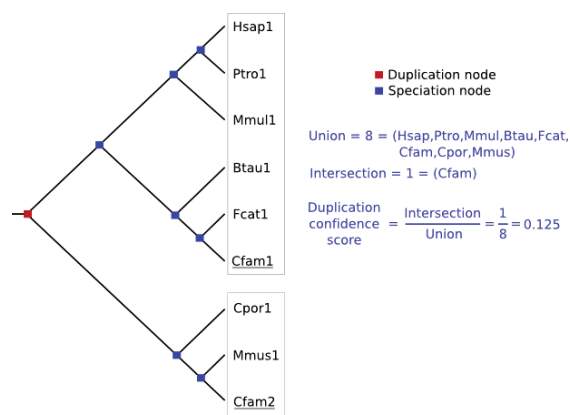 Hsap1
Ptro1
Mmul1
Btau1
Fcat1
Cfam1
Cpor1
Mmus1
Cfam2
Duplication node
Speciation node
Union = 8 = (Hsap,Ptro,Mmul,Btau,Fcat,
Cfam,Cpor,Mmus)
Intersection = 1 = (Cfam)
Duplication confidence score = Intersection / Union = 1 / 8 = 0.125